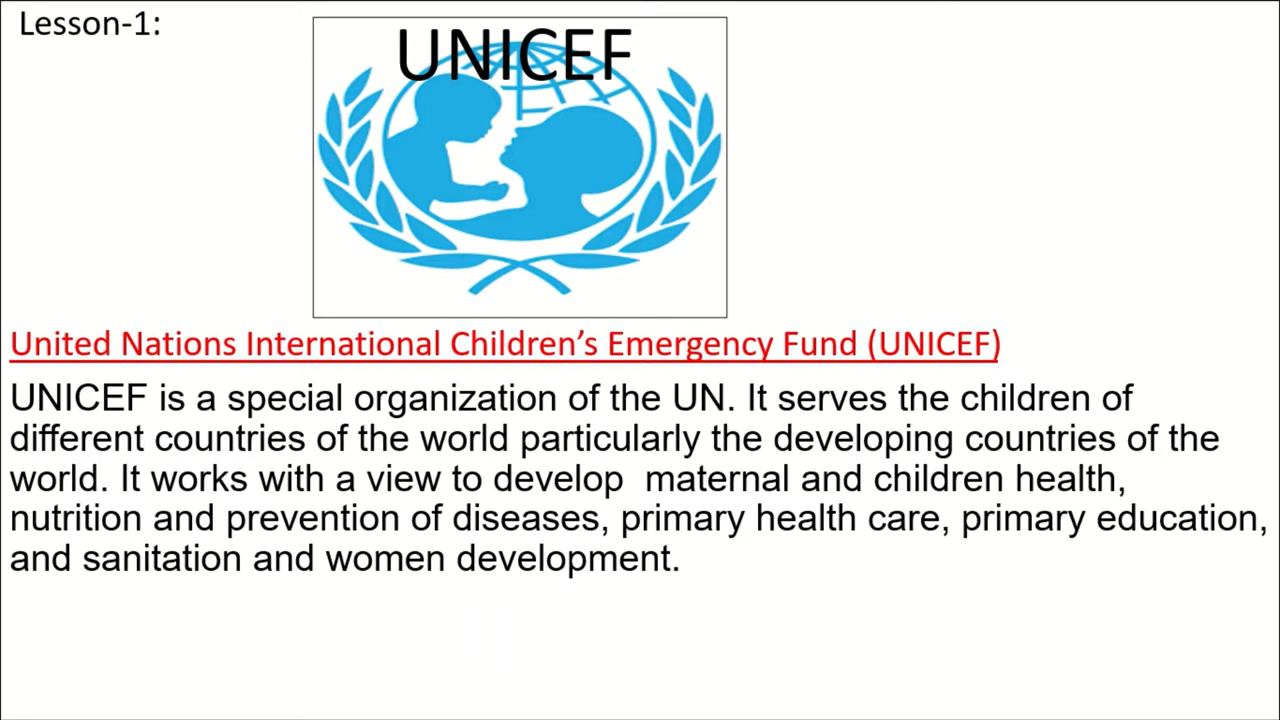 Lesson-1:
UNICEF
United Nations International Children’s Emergency Fund (UNICEF)
UNICEF is a special organization of the UN. It serves the children of
different countries of the world particularly the developing countries of the
world. It works with a view to develop  maternal and children health,
nutrition and prevention of diseases, primary health care, primary education,
and sanitation and women development.